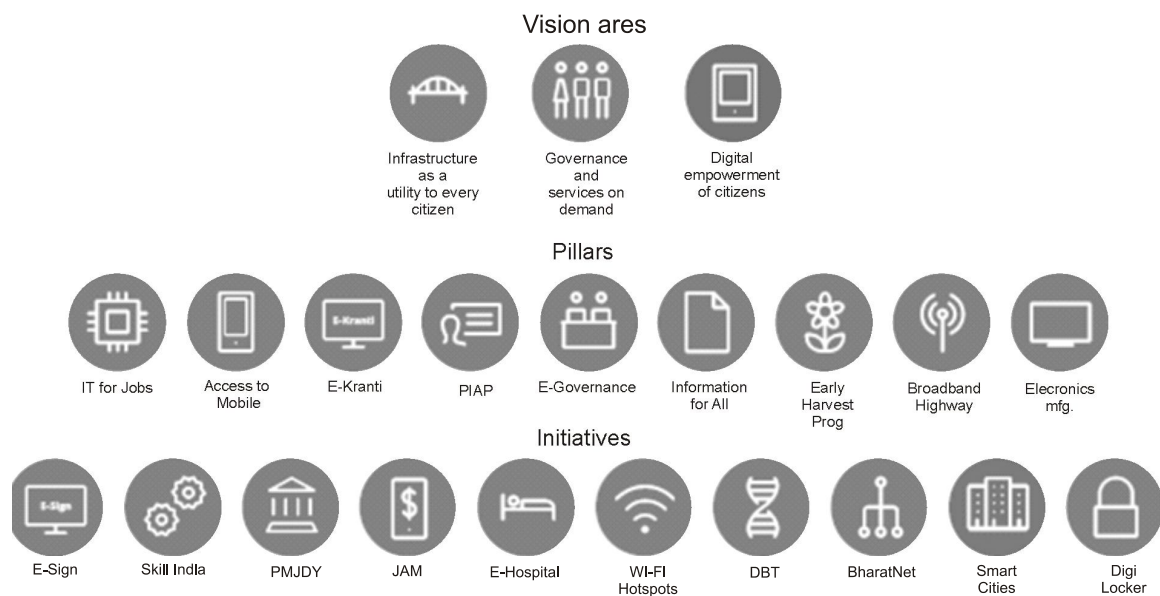 Vision ares
Infrastructure
as a
utility to every
citizen
Governance
and
services on
demand
Digital
empowerment
of citizens
Pillars
E-Kranti
IT for Jobs
Access to
Mobile
E-Kranti
PIAP
E-Governance
Information
for All
Early
Harvest
Prog
Broadband
Highway
Elecronics
mfg.
Initiatives
E-Sign
$
E-Sign
Skill Indla
PMJDY
JAM
E-Hospital
WI-FI
Hotspots
DBT
BharatNet
Smart
Cities
Digi
Locker